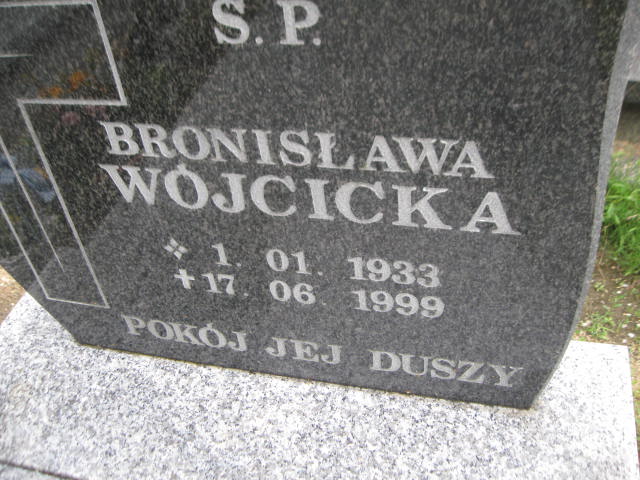 Ś. P.
BRONISŁAWA
WÓJCICKA
1. 01. 1933
17. 06. 1999
POKÓJ JEJ DUSZY